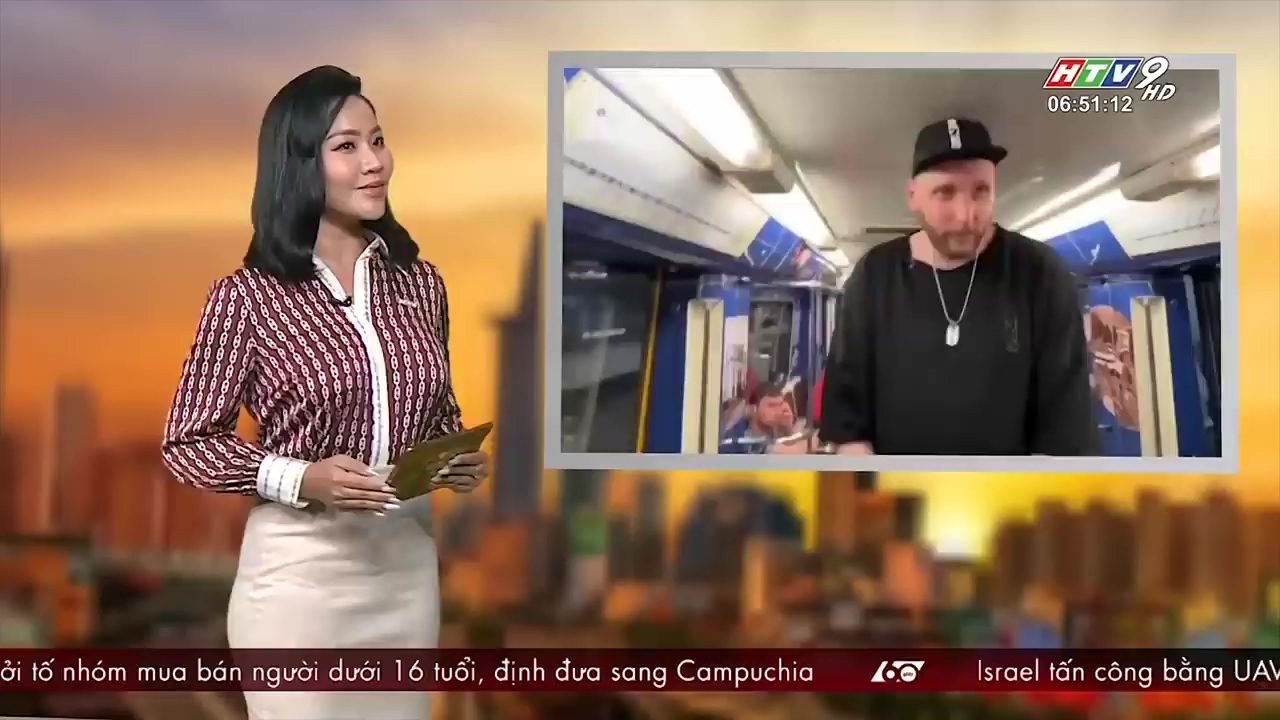 HTV9
HD
06:51:12
ởi tố nhóm mua bán người dưới 16 tuổi, định đưa sang Campuchia
60
Israel tấn công bằng UAV